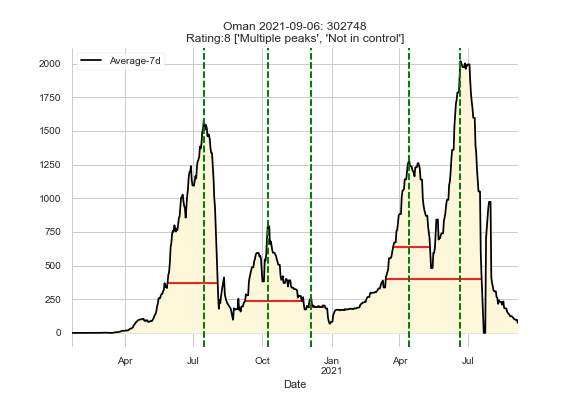 Oman 2021-09-06: 302748
Rating:8 ['Multiple peaks', 'Not in control']
Average-7d
2000
1750
1500
1250
1000
750
500
250
0
Apr Jul Oct Jan Apr Jul
2021
Date